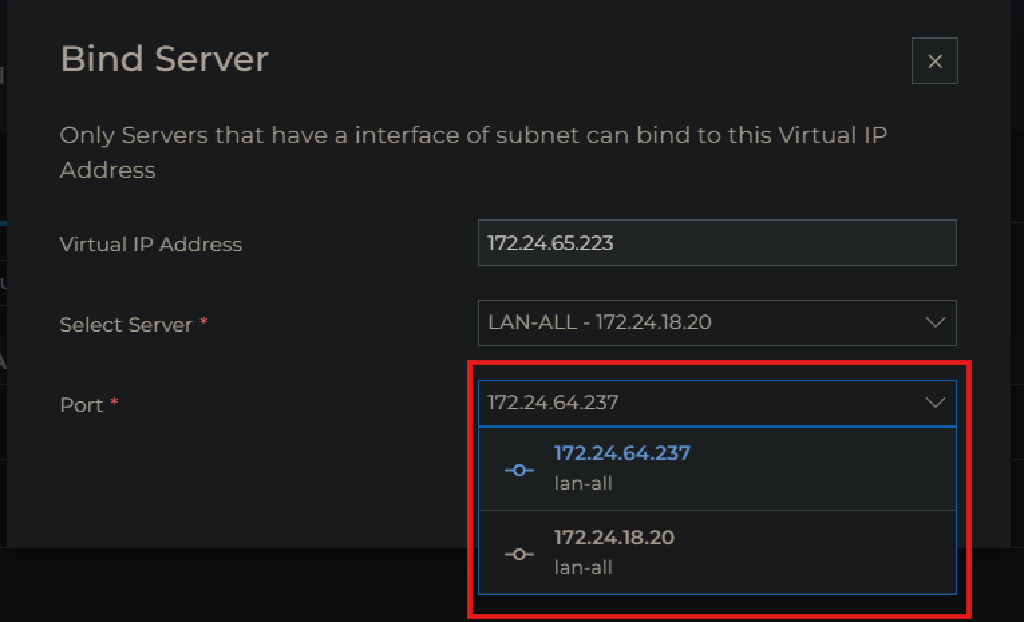 Bind Server
Only Servers that have a interface of subnet can bind to this Virtual IP
Address
Virtual IP Address
172.24.65.223
Select Server *
LAN-ALL - 172.24.18.20
Port *
172.24.64.237
172.24.64.237
lan-all
172.24.18.20
lan-all